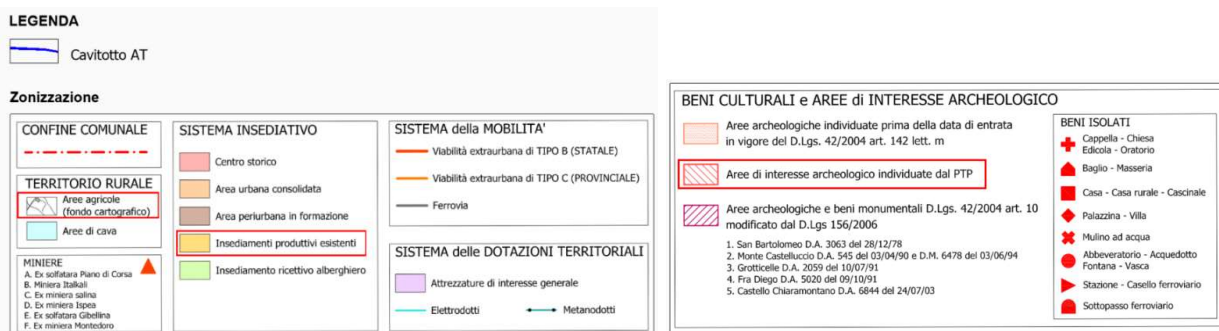 LEGENDA
Cavitotto AT
Zonizzazione
CONFINE COMUNALE
TERRITORIO RURALE
Aree agricole
(fondo cartografico)
Aree di cava
MINIERE
A. Ex solfatara Piano di Corsa
B. Miniera Italkali
C. Ex miniera salina
D. Ex miniera Ispea
E. Ex solfatara Gibellina
F. Ex miniera Montedoro
SISTEMA INSEDIATIVO
Centro storico
Area urbana consolidata
Area periurbana in formazione
Insediamenti produttivi esistenti
Insediamento ricettivo alberghiero
SISTEMA della MOBILITA'
Viabilità extraurbana di TIPO B (STATALE)
Viabilità extraurbana di TIPO C (PROVINCIALE)
Ferrovia
SISTEMA delle DOTAZIONI TERRITORIALI
Attrezzature di interesse generale
Elettrodotti
Metanodotti
BENI CULTURALI e AREE di INTERESSE ARCHEOLOGICO
Aree archeologiche individuate prima della data di entrata
in vigore del D.Lgs. 42/2004 art. 142 lett. m
Aree di interesse archeologico individuate dal PTP
Aree archeologiche e beni monumentali D.Lgs. 42/2004 art. 10
modificato dal D.Lgs 156/2006
1. San Bartolomeo D.A. 3063 del 28/12/78
2. Monte Castelluccio D.A. 545 del 03/04/90 e D.M. 6478 del 03/06/94
3. Grotticelle D.A. 2059 del 10/07/91
4. Fra Diego D.A. 5020 del 09/10/91
5. Castello Chiaramontano D.A. 6844 del 24/07/03
BENI ISOLATI
Cappella - Chiesa
Edicola - Oratorio
Baglio - Masseria
Casa - Casa rurale - Cascinale
Palazzina - Villa
Mulino ad acqua
Abbeveratorio - Acquedotto
Fontana - Vasca
Stazione - Casello ferroviario
Sottopasso ferroviario